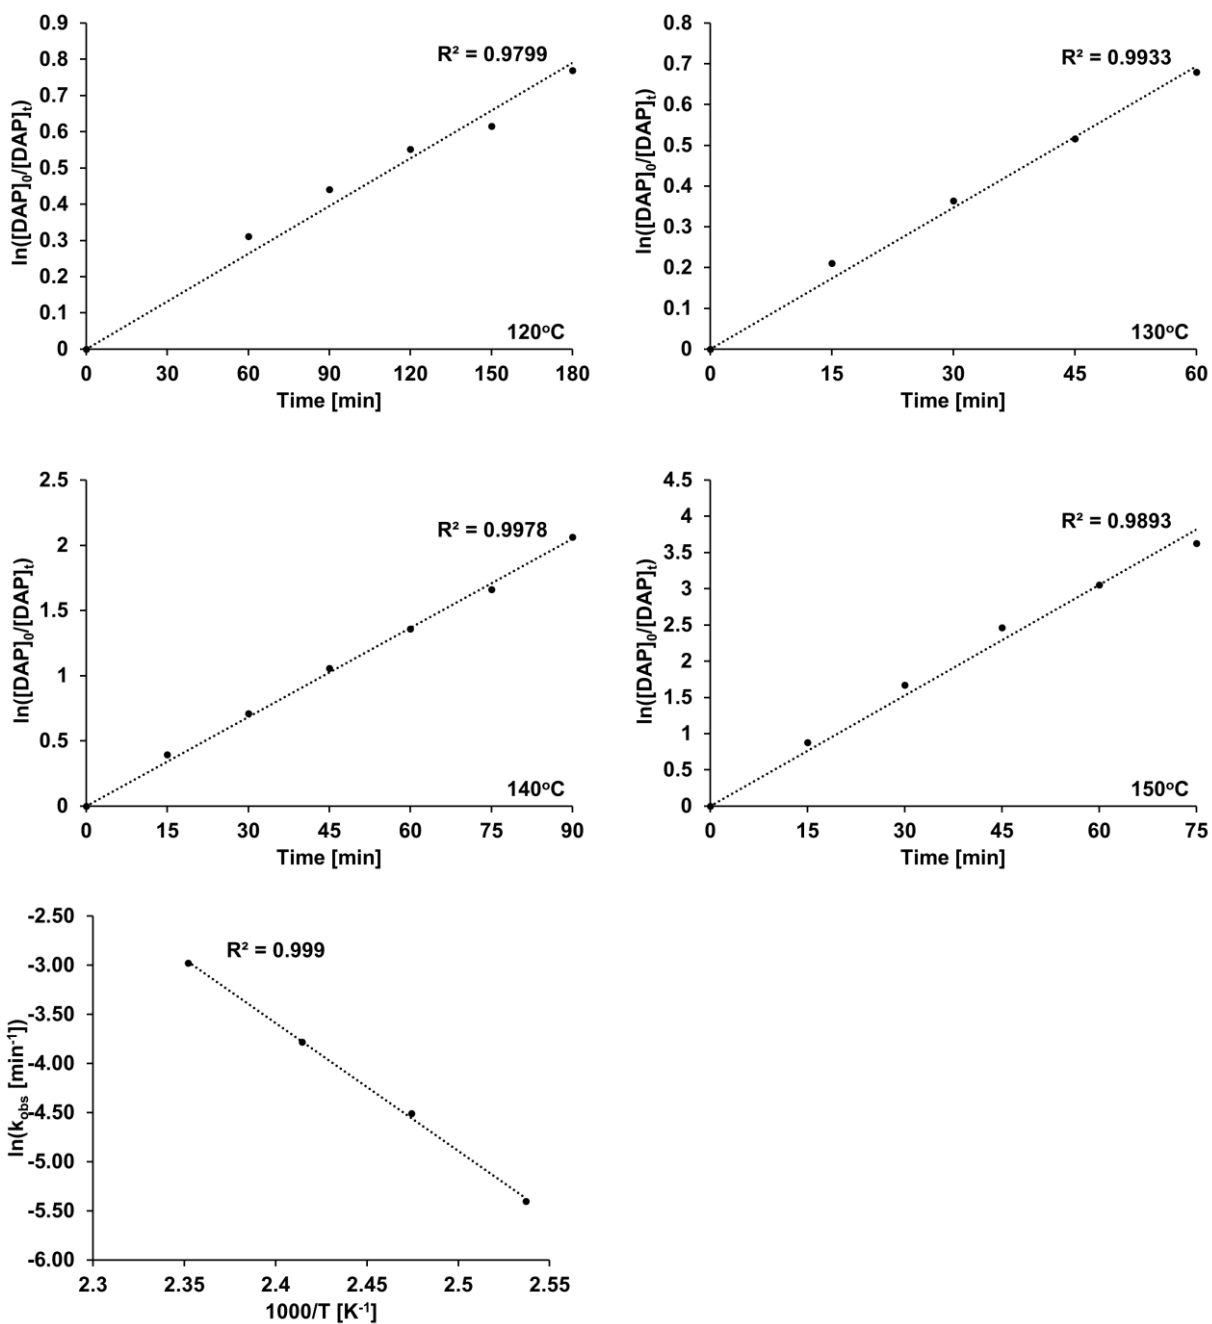 0.9
0.8
0.7
0.6
0.5
0.4
0.3
0.2
0.1
0
ln([DAP]₀/[DAP]ₜ)
R² = 0.9799
120°C
0 30 60 90 120 150 180
Time [min]
0.8
0.7
0.6
0.5
0.4
0.3
0.2
0.1
0
ln([DAP]₀/[DAP]ₜ)
R² = 0.9933
130°C
0 15 30 45 60
Time [min]
2.5
2
1.5
1
0.5
0
ln([DAP]₀/[DAP]ₜ)
R² = 0.9978
140°C
0 15 30 45 60 75 90
Time [min]
4.5
4
3.5
3
2.5
2
1.5
1
0.5
0
ln([DAP]₀/[DAP]ₜ)
R² = 0.9893
150°C
0 15 30 45 60 75
Time [min]
-2.50
-3.00
-3.50
-4.00
-4.50
-5.00
-5.50
-6.00
ln(k_obs [min⁻¹])
R² = 0.999
2.3 2.35 2.4 2.45 2.5 2.55
1000/T [K⁻¹]